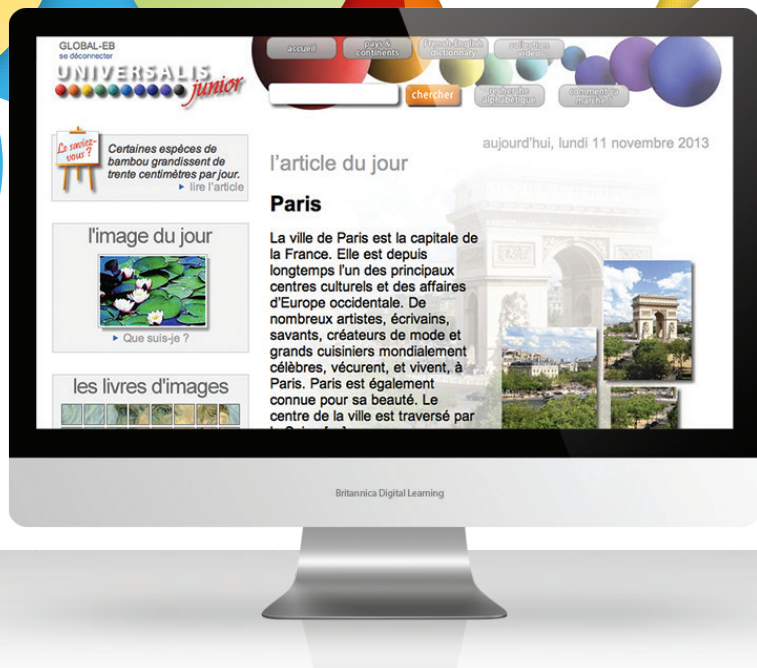 GLOBAL-EB
se déconnecter
UNIVERSALIS
junior
accueil
pays &
continents
French-English
dictionnary
collection
vidéo
chercher
recherche
alphabétique
comment ça
marche ?
Le saviez-
vous ?
Certaines espèces de
bambou grandissent de
trente centimètres par jour.
lire l'article
l'image du jour
Que suis-je ?
les livres d'images
aujourd'hui, lundi 11 novembre 2013
l'article du jour
Paris
La ville de Paris est la capitale de
la France. Elle est depuis
longtemps l'un des principaux
centres culturels et des affaires
d'Europe occidentale. De
nombreux artistes, écrivains,
savants, créateurs de mode et
grands cuisiniers mondialement
célèbres, vécurent, et vivent, à
Paris. Paris est également
connue pour sa beauté. Le
centre de la ville est traversé par
Britannica Digital Learning